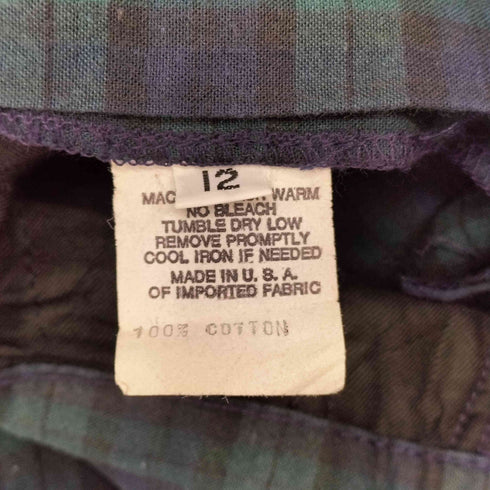 12
WARM
NO BLEACH
TUMBLE DRY LOW
REMOVE PROMPTLY
COOL IRON IF NEEDED
MADE IN U.S.A.
OF IMPORTED FABRIC
100% COTTON